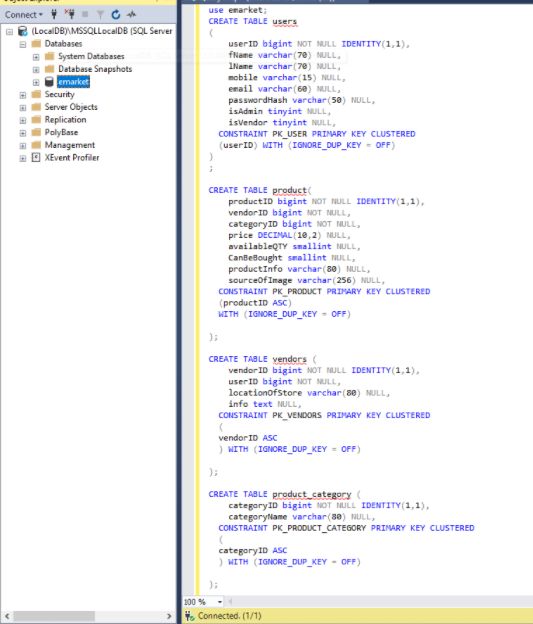 Connect
(LocalDB)\MSSQLLocalDB (SQL Server
Databases
System Databases
Database Snapshots
emarket
Security
Server Objects
Replication
PolyBase
Management
XEvent Profiler
use emarket;
CREATE TABLE users
(
userID bigint NOT NULL IDENTITY(1,1),
fName varchar(70) NULL,
lName varchar(70) NULL,
mobile varchar(15) NULL,
email varchar(60) NULL,
passwordHash varchar(50) NULL,
isAdmin tinyint NULL,
isVendor tinyint NULL,
CONSTRAINT PK_USER PRIMARY KEY CLUSTERED
(userID) WITH (IGNORE_DUP_KEY = OFF)
)
;
CREATE TABLE product(
productID bigint NOT NULL IDENTITY(1,1),
vendorID bigint NOT NULL,
categoryID bigint NOT NULL,
price DECIMAL(10,2) NULL,
availableQTY smallint NULL,
CanBeBought smallint NULL,
productInfo varchar(80) NULL,
sourceOfImage varchar(256) NULL,
CONSTRAINT PK_PRODUCT PRIMARY KEY CLUSTERED
(productID ASC)
WITH (IGNORE_DUP_KEY = OFF)
);
CREATE TABLE vendors (
vendorID bigint NOT NULL IDENTITY(1,1),
userID bigint NOT NULL,
locationOfStore varchar(80) NULL,
info text NULL,
CONSTRAINT PK_VENDORS PRIMARY KEY CLUSTERED
(
vendorID ASC
) WITH (IGNORE_DUP_KEY = OFF)
);
CREATE TABLE product_category (
categoryID bigint NOT NULL IDENTITY(1,1),
categoryName varchar(80) NULL,
CONSTRAINT PK_PRODUCT_CATEGORY PRIMARY KEY CLUSTERED
(
categoryID ASC
) WITH (IGNORE_DUP_KEY = OFF)
);
100 %
Connected. (1/1)